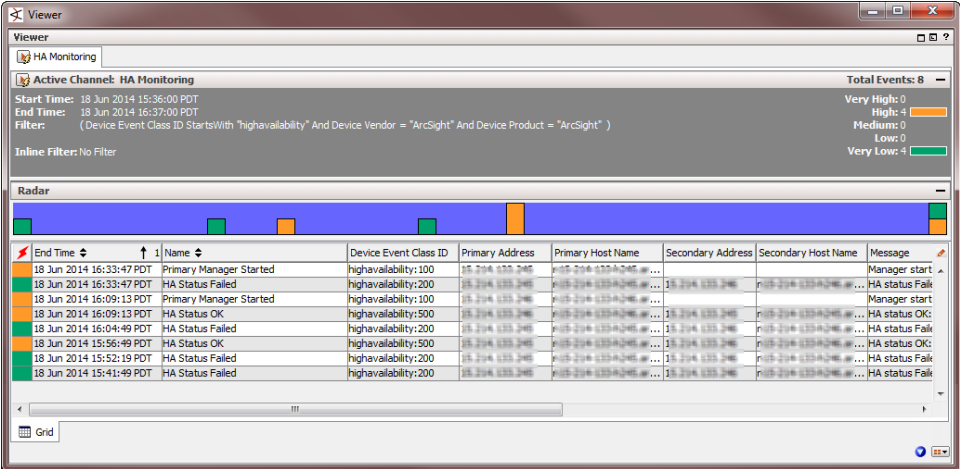 Viewer
Viewer
HA Monitoring
Active Channel: HA Monitoring Total Events: 8
Start Time: 18 Jun 2014 15:36:00 PDT Very High: 0
End Time: 18 Jun 2014 16:37:00 PDT High: 4
Filter: ( Device Event Class ID StartsWith "highavailability" And Device Vendor = "ArcSight" And Device Product = "ArcSight" ) Medium: 0
Low: 0
Inline Filter: No Filter Very Low: 4
Radar
End Time 1 Name Device Event Class ID Primary Address Primary Host Name Secondary Address Secondary Host Name Message
18 Jun 2014 16:33:47 PDT Primary Manager Started highavailability:100 Manager start
18 Jun 2014 16:33:47 PDT HA Status Failed highavailability:200 HA status Faile
18 Jun 2014 16:09:13 PDT Primary Manager Started highavailability:100 Manager start
18 Jun 2014 16:09:13 PDT HA Status OK highavailability:500 HA status OK:
18 Jun 2014 16:04:49 PDT HA Status Failed highavailability:200 HA status Faile
18 Jun 2014 15:56:49 PDT HA Status OK highavailability:500 HA status OK:
18 Jun 2014 15:52:19 PDT HA Status Failed highavailability:200 HA status Faile
18 Jun 2014 15:41:49 PDT HA Status Failed highavailability:200 HA status Faile
Grid